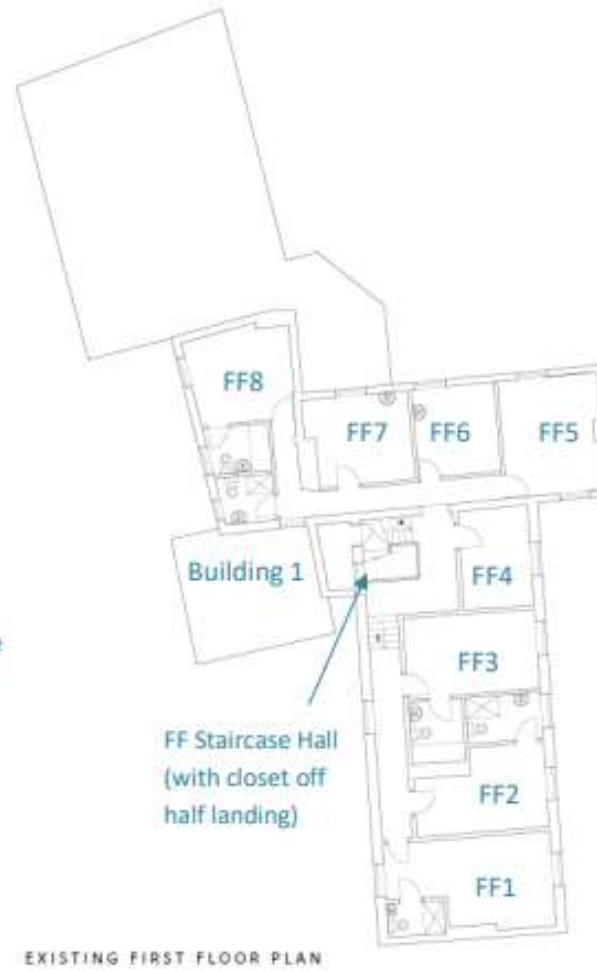 FF8
FF7
FF6
FF5
Building 1
FF4
FF3
FF Staircase Hall
(with closet off
half landing)
FF2
FF1
EXISTING FIRST FLOOR PLAN